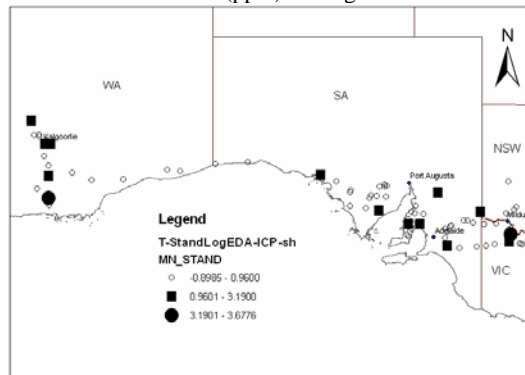 (pp
N
WA
SA
Kalgoorlie
NSW
Port Augusta
Adelaide
VIC
Legend
T-StandLogEDA-ICP-sh
MN_STAND
-0.8985 - 0.9600
0.9601 - 3.1900
3.1901 - 3.6776